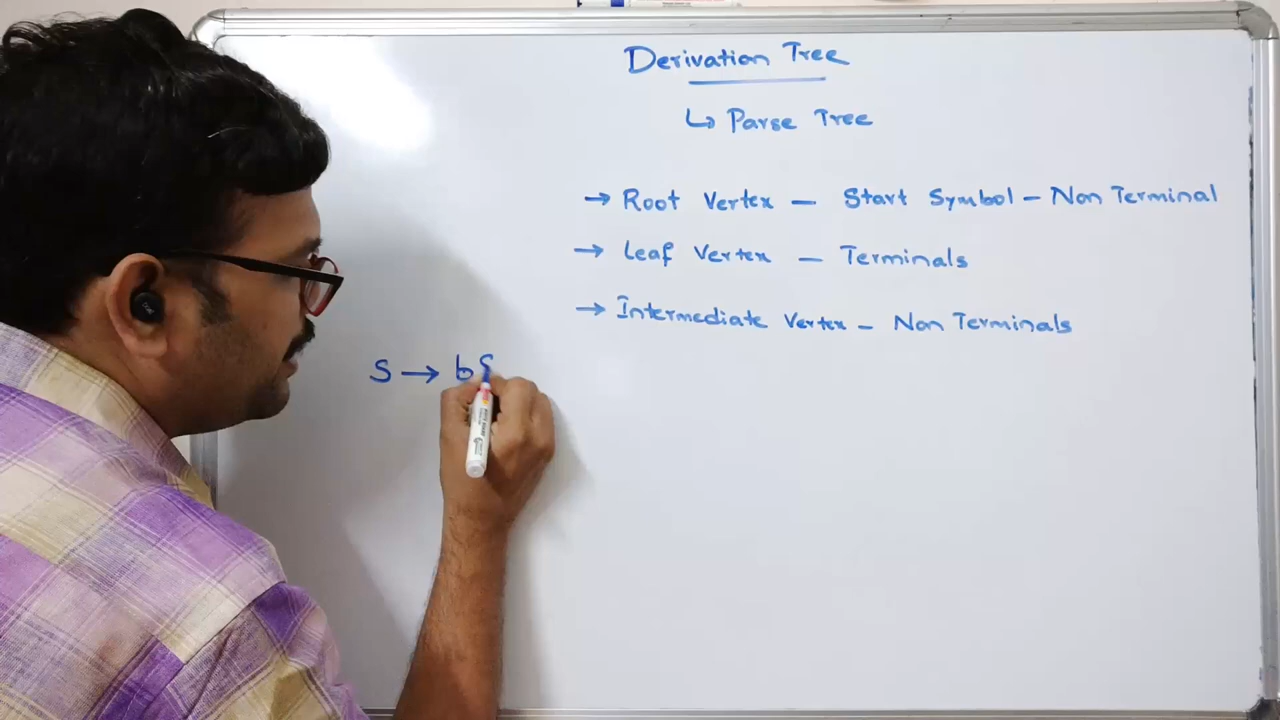 Derivation Tree
↳ Parse Tree
→ Root Vertex — Start Symbol - Non Terminal
→ Leaf Vertex — Terminals
→ Intermediate Vertex - Non Terminals
S → bS